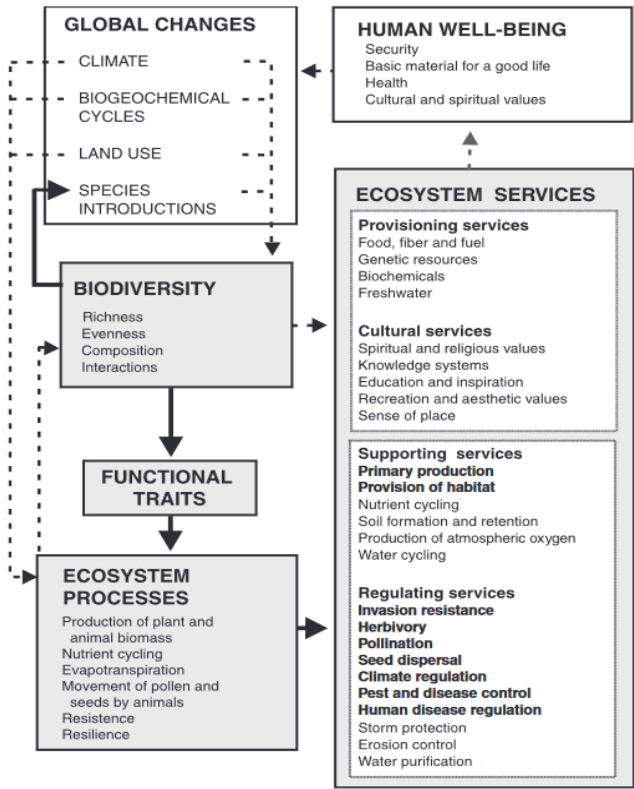 GLOBAL CHANGES
CLIMATE
BIOGEOCHEMICAL
CYCLES
LAND USE
SPECIES
INTRODUCTIONS
HUMAN WELL-BEING
Security
Basic material for a good life
Health
Cultural and spiritual values
BIODIVERSITY
Richness
Evenness
Composition
Interactions
FUNCTIONAL
TRAITS
ECOSYSTEM
PROCESSES
Production of plant and
animal biomass
Nutrient cycling
Evapotranspiration
Movement of pollen and
seeds by animals
Resistence
Resilience
ECOSYSTEM SERVICES
Provisioning services
Food, fiber and fuel
Genetic resources
Biochemicals
Freshwater
Cultural services
Spiritual and religious values
Knowledge systems
Education and inspiration
Recreation and aesthetic values
Sense of place
Supporting services
Primary production
Provision of habitat
Nutrient cycling
Soil formation and retention
Production of atmospheric oxygen
Water cycling
Regulating services
Invasion resistance
Herbivory
Pollination
Seed dispersal
Climate regulation
Pest and disease control
Human disease regulation
Storm protection
Erosion control
Water purification